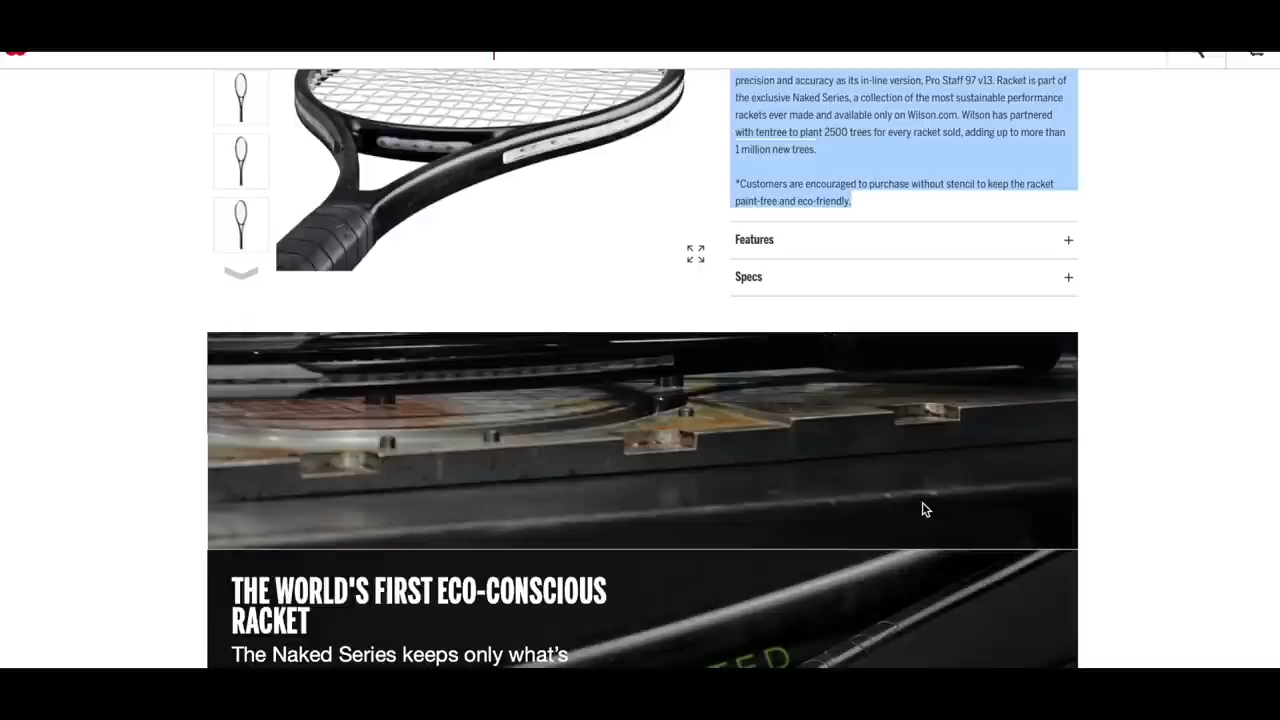 precision and accuracy as its in-line version, Pro Staff 97 v13. Racket is part of
the exclusive Naked Series, a collection of the most sustainable performance
rackets ever made and available only on Wilson.com. Wilson has partnered
with tentree to plant 2500 trees for every racket sold, adding up to more than
1 million new trees.
*Customers are encouraged to purchase without stencil to keep the racket
paint-free and eco-friendly.
Features
Specs
THE WORLD'S FIRST ECO-CONSCIOUS
RACKET
The Naked Series keeps only what's